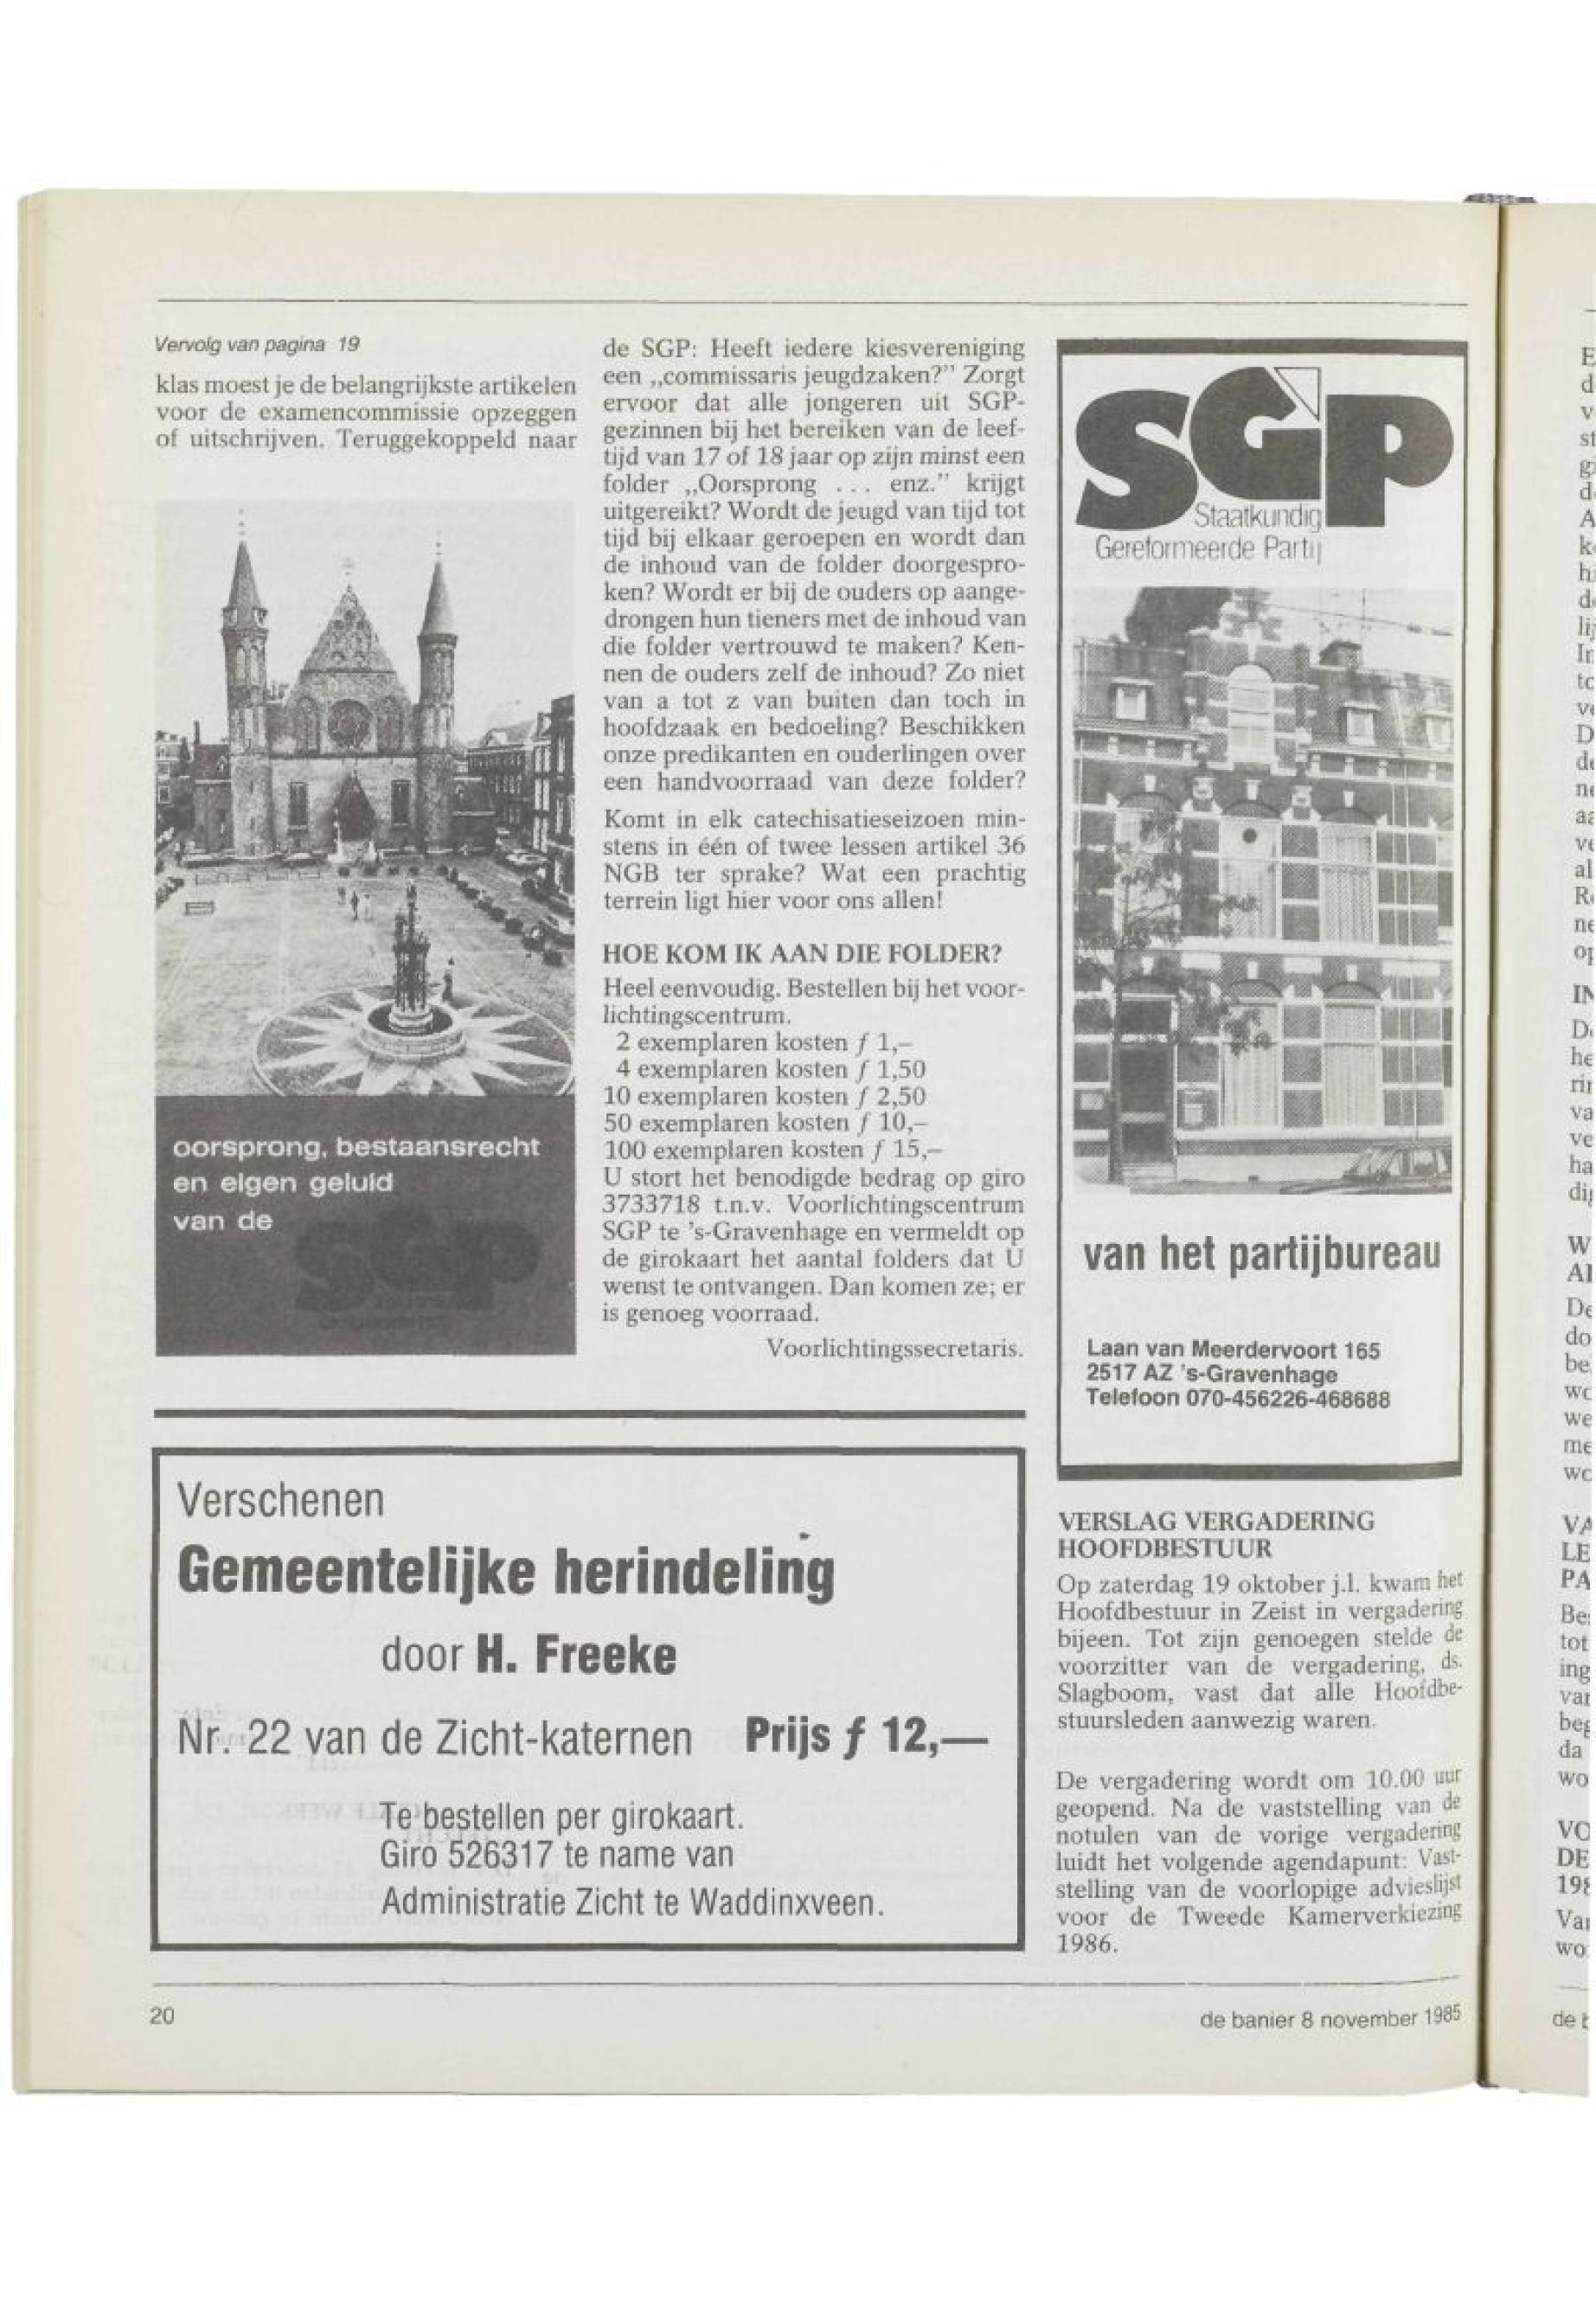 Vervolg van pagina 19
klas moest je de belangrijkste artikelen
voor de examencommissie opzeggen
of uitschrijven. Teruggekoppeld naar
oorsprong, bestaansrecht
en eigen geluid
van de
SGP
de SGP: Heeft iedere kiesvereniging
een „commissaris jeugdzaken?” Zorgt
ervoor dat alle jongeren uit SGP-
gezinnen bij het bereiken van de leef-
tijd van 17 of 18 jaar op zijn minst een
folder „Oorsprong ... enz.” krijgt
uitgereikt? Wordt de jeugd van tijd tot
tijd bij elkaar geroepen en wordt dan
de inhoud van de folder doorgespro-
ken? Wordt er bij de ouders op aange-
drongen hun tieners met de inhoud van
die folder vertrouwd te maken? Ken-
nen de ouders zelf de inhoud? Zo niet
van a tot z van buiten dan toch in
hoofdzaak en bedoeling? Beschikken
onze predikanten en ouderlingen over
een handvoorraad van deze folder?
Komt in elk catechisatieseizoen min-
stens in één of twee lessen artikel 36
NGB ter sprake? Wat een prachtig
terrein ligt hier voor ons allen!
HOE KOM IK AAN DIE FOLDER?
Heel eenvoudig. Bestellen bij het voor-
lichtingscentrum.
2 exemplaren kosten ƒ 1,–
4 exemplaren kosten ƒ 1,50
10 exemplaren kosten ƒ 2,50
50 exemplaren kosten ƒ 10,–
100 exemplaren kosten ƒ 15,–
U stort het benodigde bedrag op giro
3733718 t.n.v. Voorlichtingscentrum
SGP te ’s-Gravenhage en vermeldt op
de girokaart het aantal folders dat U
wenst te ontvangen. Dan komen ze; er
is genoeg voorraad.
Voorlichtingssecretaris.
Verschenen
Gemeentelijke herindeling
door H. Freeke
Nr. 22 van de Zicht-katernen Prijs ƒ 12,—
Te bestellen per girokaart.
Giro 526317 te name van
Administratie Zicht te Waddinxveen.
SGP
Staatkundig
Gereformeerde Partij
van het partijbureau
Laan van Meerdervoort 165
2517 AZ 's-Gravenhage
Telefoon 070-456226-468688
VERSLAG VERGADERING
HOOFDBESTUUR
Op zaterdag 19 oktober j.l. kwam het
Hoofdbestuur in Zeist in vergadering
bijeen. Tot zijn genoegen stelde de
voorzitter van de vergadering, ds.
Slagboom, vast dat alle Hoofdbe-
stuursleden aanwezig waren.
De vergadering wordt om 10.00 uur
geopend. Na de vaststelling van de
notulen van de vorige vergadering
luidt het volgende agendapunt: Vast-
stelling van de voorlopige advieslijst
voor de Tweede Kamerverkiezing
1986.
20
de banier 8 november 1985